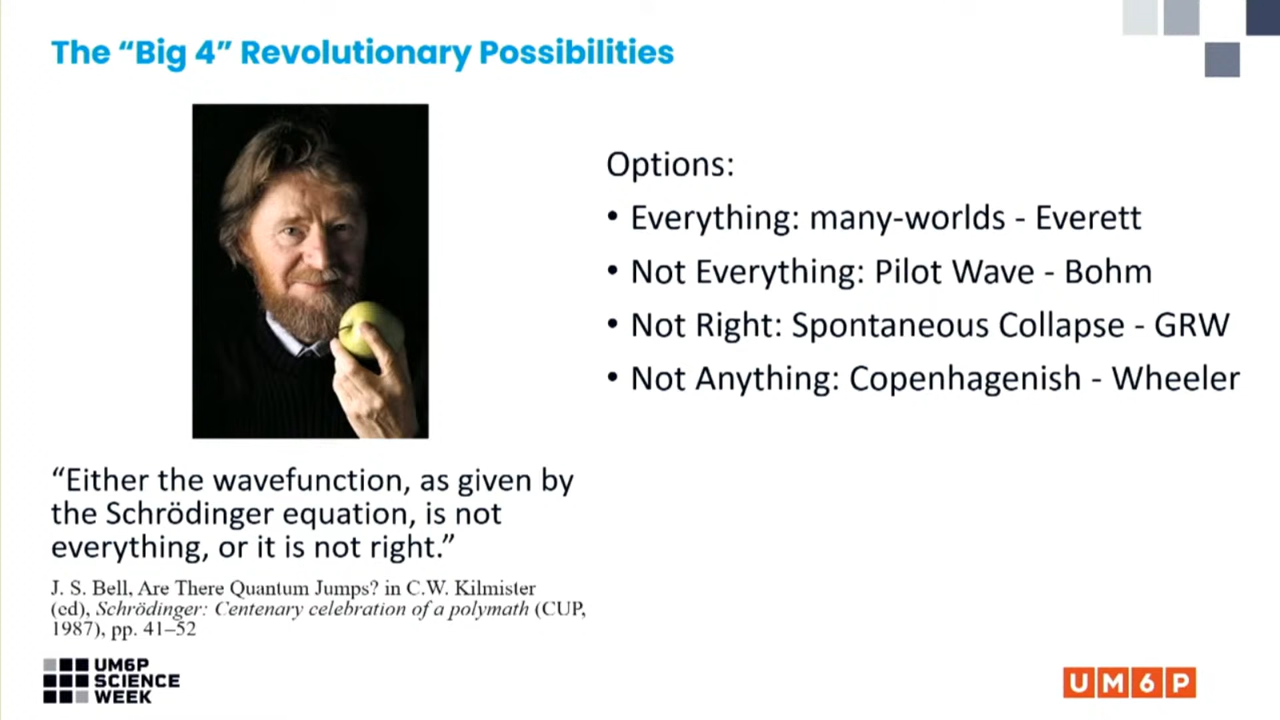 The “Big 4” Revolutionary Possibilities
Options:
• Everything: many-worlds - Everett
• Not Everything: Pilot Wave - Bohm
• Not Right: Spontaneous Collapse - GRW
• Not Anything: Copenhagenish - Wheeler
“Either the wavefunction, as given by
the Schrödinger equation, is not
everything, or it is not right.”
J. S. Bell, Are There Quantum Jumps? in C.W. Kilmister
(ed), Schrödinger: Centenary celebration of a polymath (CUP,
1987), pp. 41–52
UM6P
SCIENCE
WEEK
UM6P